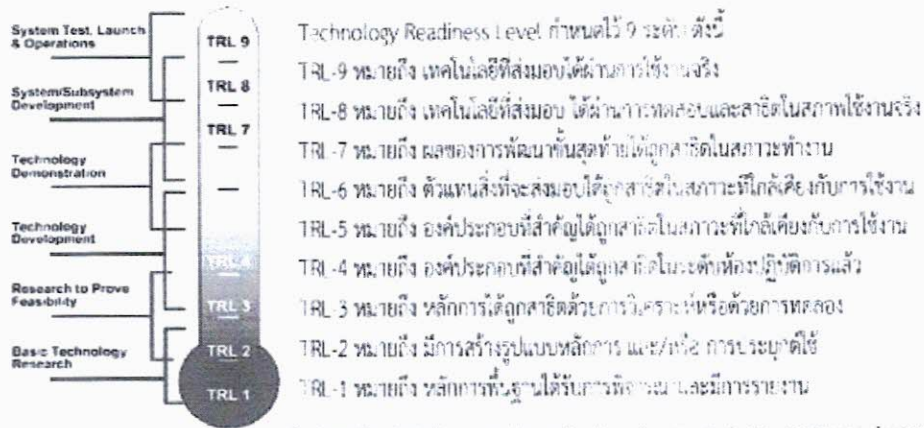 System Test, Launch
& Operations
System/Subsystem
Development
Technology
Demonstration
Technology
Development
Research to Prove
Feasibility
Basic Technology
Research
TRL 9
TRL 8
TRL 7
TRL 4
TRL 3
TRL 2
TRL 1
Technology Readiness Level กำหนดไว้ 9 ระดับ ดังนี้
TRL-9 หมายถึง เทคโนโลยีที่ส่งมอบได้ผ่านการใช้งานจริง
TRL-8 หมายถึง เทคโนโลยีที่ส่งมอบ ได้ผ่านการทดสอบและสาธิตในสภาพใช้งานจริง
TRL-7 หมายถึง ผลของการพัฒนาขั้นสุดท้ายได้ถูกสาธิตในสภาวะทำงาน
TRL-6 หมายถึง ตัวแทนสิ่งที่จะส่งมอบได้ถูกสาธิตในสภาวะที่ใกล้เคียงกับการใช้งาน
TRL-5 หมายถึง องค์ประกอบที่สำคัญได้ถูกสาธิตในสภาวะที่ใกล้เคียงกับการใช้งาน
TRL-4 หมายถึง องค์ประกอบที่สำคัญได้ถูกสาธิตในระดับห้องปฏิบัติการแล้ว
TRL-3 หมายถึง หลักการได้ถูกสาธิตด้วยการวิเคราะห์หรือด้วยการทดลอง
TRL-2 หมายถึง มีการสร้างรูปแบบหลักการ และ/หรือ การประยุกต์ใช้
TRL-1 หมายถึง หลักการพื้นฐานได้รับการพิจารณาและมีการรายงาน